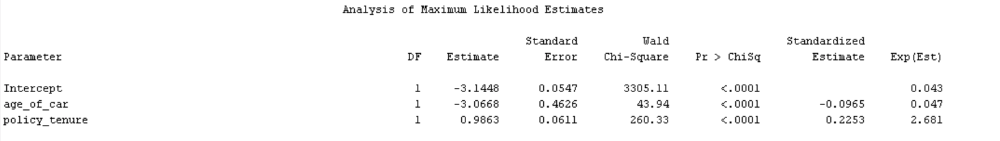 Analysis of Maximum Likelihood Estimates
Standard Wald Standardized
Parameter DF Estimate Error Chi-Square Pr > ChiSq Estimate Exp(Est)
Intercept 1 -3.1448 0.0547 3305.11 <.0001 0.043
age_of_car 1 -3.0668 0.4626 43.94 <.0001 -0.0965 0.047
policy_tenure 1 0.9863 0.0611 260.33 <.0001 0.2253 2.681